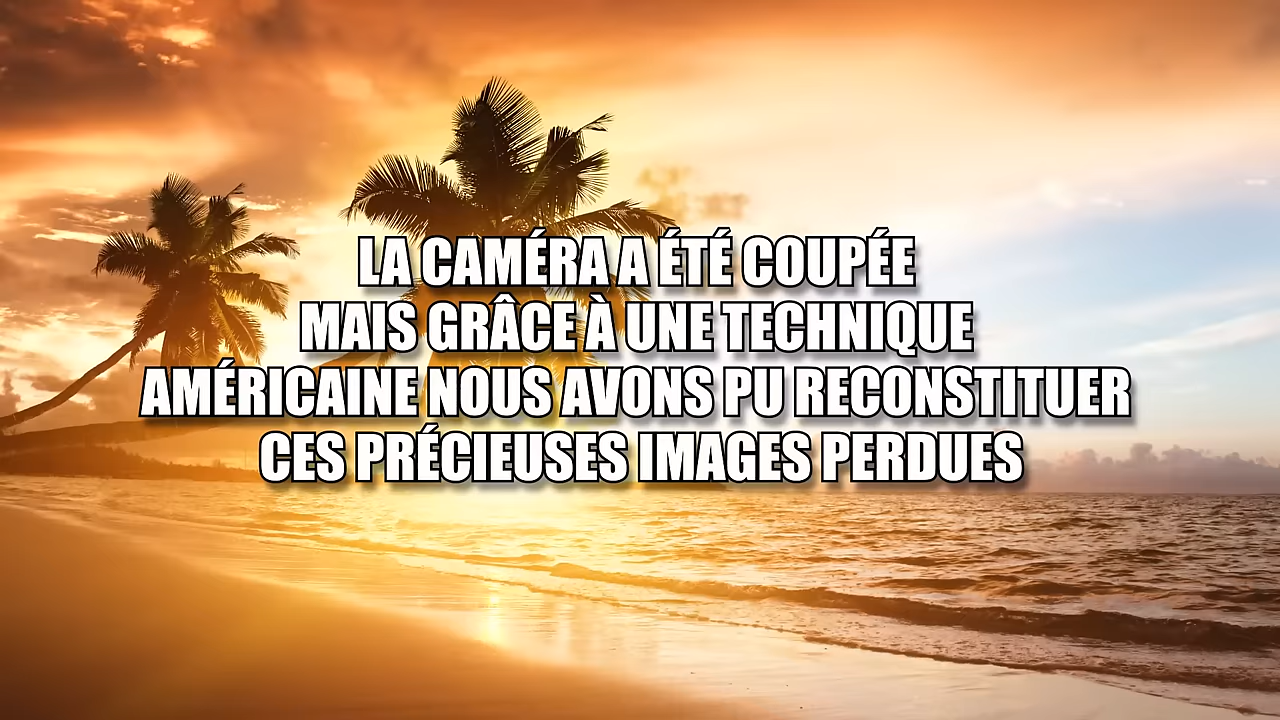 LA CAMÉRA A ÉTÉ COUPÉE
MAIS GRÂCE À UNE TECHNIQUE
AMÉRICAINE NOUS AVONS PU RECONSTITUER
CES PRÉCIEUSES IMAGES PERDUES